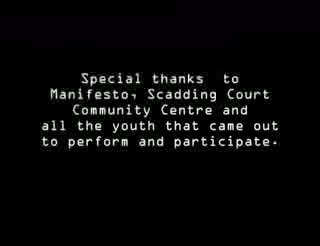 Special thanks to
Manifesto, Scadding Court
Community Centre and
all the youth that came out
to perform and participate.